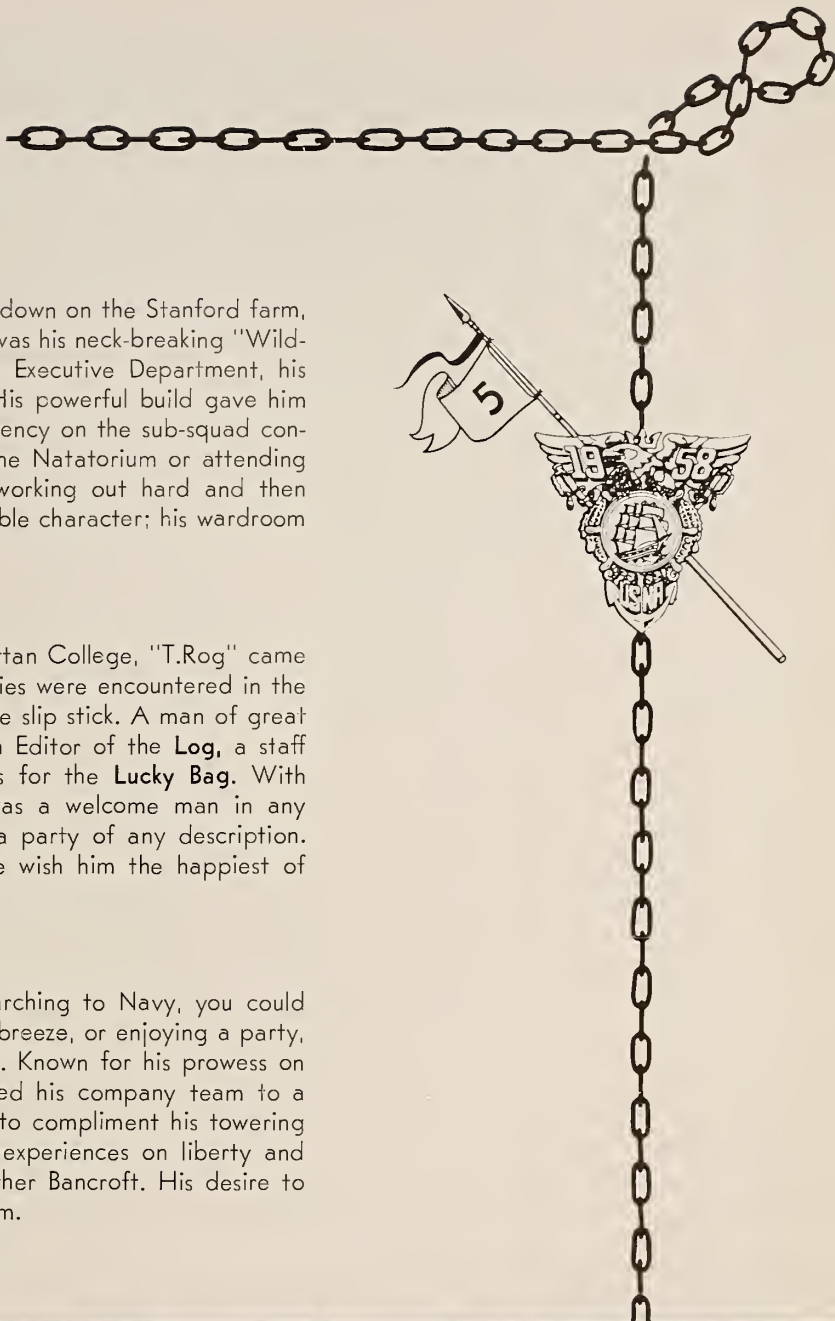 down on the Stanford farm,
was his neck-breaking "Wild-
Executive Department, his
His powerful build gave him
ency on the sub-squad con-
ne Natatorium or attending
working out hard and then
ble character; his wardroom
5
19 58
USNA
tan College, "T.Rog" came
ies were encountered in the
e slip stick. A man of great
n Editor of the Log, a staff
s for the Lucky Bag. With
as a welcome man in any
a party of any description.
e wish him the happiest of
arching to Navy, you could
breeze, or enjoying a party,
. Known for his prowess on
ed his company team to a
to compliment his towering
experiences on liberty and
ther Bancroft. His desire to
m.